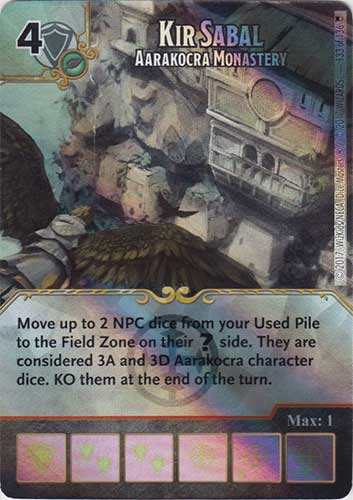 4
KIR SABAL
AARAKOCRA MONASTERY
Move up to 2 NPC dice from your Used Pile
to the Field Zone on their ? side. They are
considered 3A and 3D Aarakocra character
dice. KO them at the end of the turn.
Max: 1